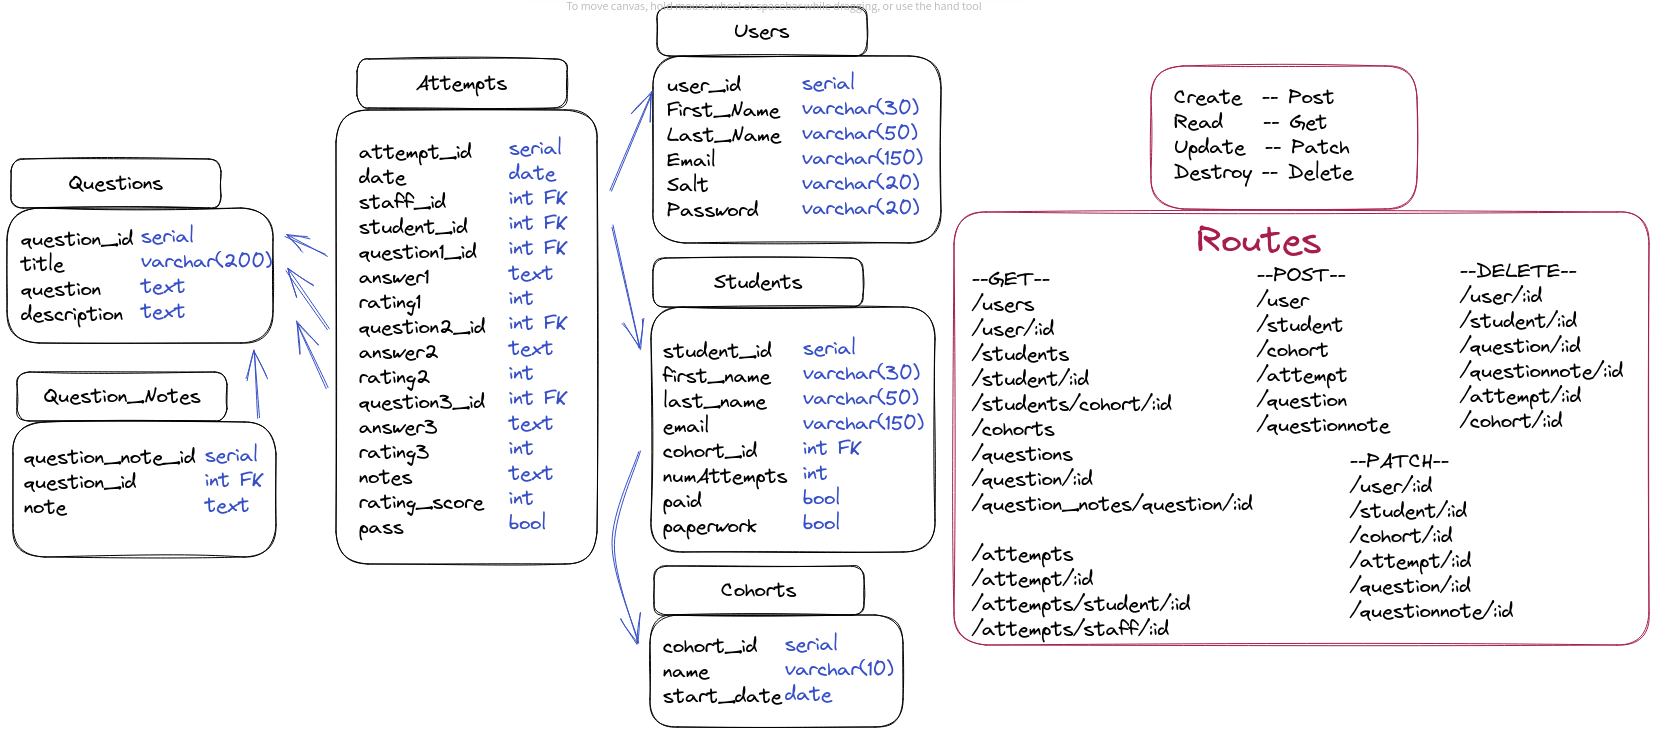 To move canvas, hold mouse wheel or spacebar while dragging, or use the hand tool
Questions
question_id serial
title varchar(200)
question text
description text
Question_Notes
question_note_id serial
question_id int FK
note text
Attempts
attempt_id serial
date date
staff_id int FK
student_id int FK
question1_id int FK
answer1 text
rating1 int
question2_id int FK
answer2 text
rating2 int
question3_id int FK
answer3 text
rating3 int
notes text
rating_score int
pass bool
Users
user_id serial
First_Name varchar(30)
Last_Name varchar(50)
Email varchar(150)
Salt varchar(20)
Password varchar(20)
Students
student_id serial
first_name varchar(30)
last_name varchar(50)
email varchar(150)
cohort_id int FK
numAttempts int
paid bool
paperwork bool
Cohorts
cohort_id serial
name varchar(10)
start_date date
Create -- Post
Read -- Get
Update -- Patch
Destroy -- Delete
Routes
--GET--
/users
/user/:id
/students
/student/:id
/students/cohort/:id
/cohorts
/questions
/question/:id
/question_notes/question/:id
/attempts
/attempt/:id
/attempts/student/:id
/attempts/staff/:id
--POST--
/user
/student
/cohort
/attempt
/question
/questionnote
--DELETE--
/user/:id
/student/:id
/question/:id
/questionnote/:id
/attempt/:id
/cohort/:id
--PATCH--
/user/:id
/student/:id
/cohort/:id
/attempt/:id
/question/:id
/questionnote/:id